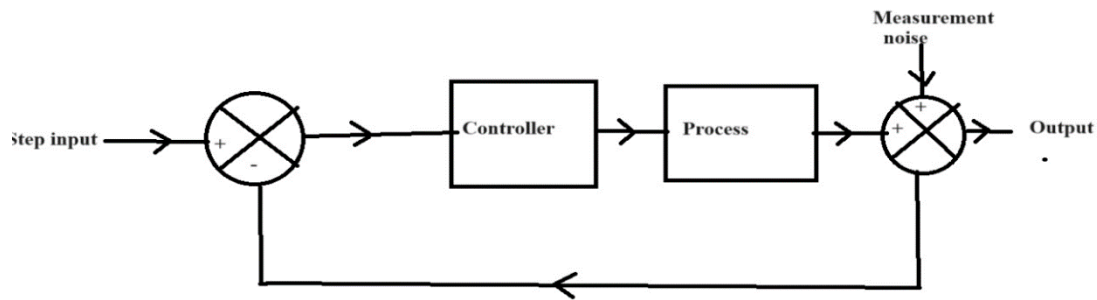 Measurement
noise
Step input
+
-
Controller
Process
+
+
Output
.